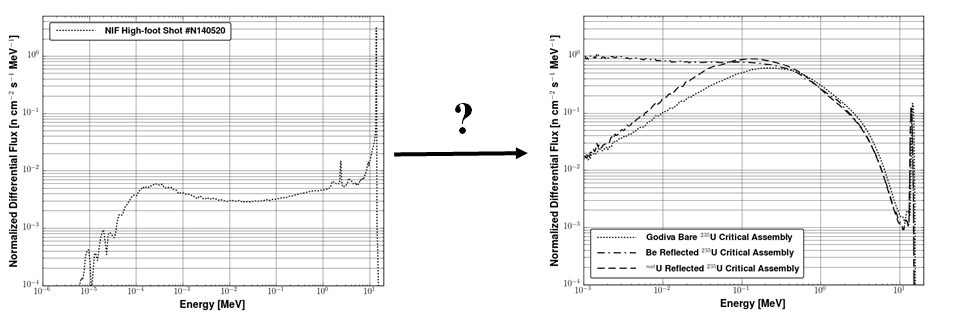 NIF High-foot Shot #N140520
Normalized Differential Flux [n cm⁻² s⁻¹ MeV⁻¹]
10⁰
10⁻¹
10⁻²
10⁻³
10⁻⁴
10⁻⁶ 10⁻⁵ 10⁻⁴ 10⁻³ 10⁻² 10⁻¹ 10⁰ 10¹
Energy [MeV]
?
Normalized Differential Flux [n cm⁻² s⁻¹ MeV⁻¹]
10⁰
10⁻¹
10⁻²
10⁻³
10⁻⁴
Godiva Bare ²³⁵U Critical Assembly
Be Reflected ²³⁵U Critical Assembly
ⁿᵃᵗU Reflected ²³⁵U Critical Assembly
10⁻³ 10⁻² 10⁻¹ 10⁰ 10¹
Energy [MeV]